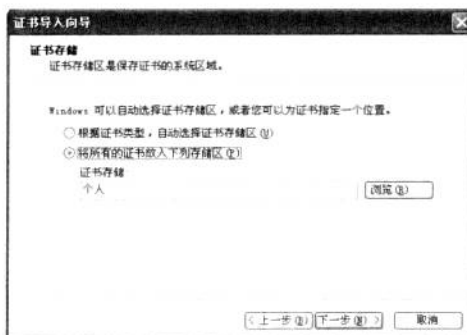 证书导入向导
证书存储
证书存储区是保存证书的系统区域。
Windows 可以自动选择证书存储区，或者您可以为证书指定一个位置。
根据证书类型，自动选择证书存储区(U)
将所有的证书放入下列存储区(P)
证书存储
个人
浏览(R)
< 上一步(B)
下一步(N) >
取消